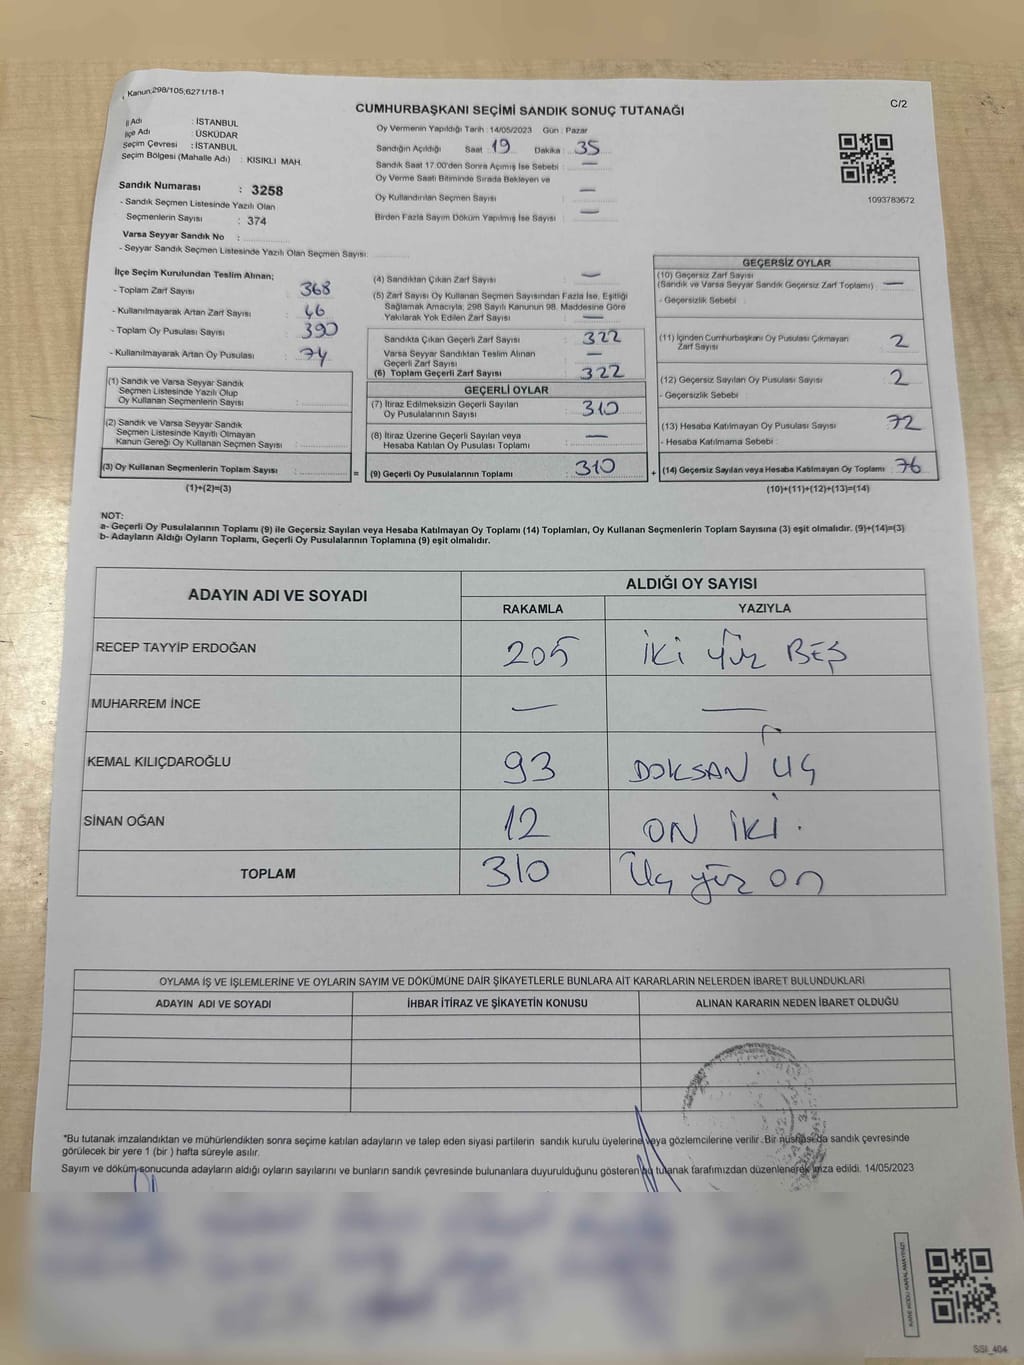 Kanun:298/105;6271/18-1
C/2
CUMHURBAŞKANI SEÇİMİ SANDIK SONUÇ TUTANAĞI
İl Adı : İSTANBUL
İlçe Adı : ÜSKÜDAR
Seçim Çevresi : İSTANBUL
Seçim Bölgesi (Mahalle Adı) : KISIKLI MAH.
Sandık Numarası : 3258
- Sandık Seçmen Listesinde Yazılı Olan
Seçmenlerin Sayısı : 374
Varsa Seyyar Sandık No :
- Seyyar Sandık Seçmen Listesinde Yazılı Olan Seçmen Sayısı:
Oy Vermenin Yapıldığı Tarih : 14/05/2023 Gün : Pazar
Sandığın Açıldığı Saat : 19 Dakika : 35
Sandık Saat 17:00'den Sonra Açımış İse Sebebi : —
Oy Verme Saati Bitiminde Sırada Bekleyen ve
Oy Kullandırılan Seçmen Sayısı : —
Birden Fazla Sayım Döküm Yapılmış İse Sayısı : —
1093783672
İlçe Seçim Kurulundan Teslim Alınan;
- Toplam Zarf Sayısı : 368
- Kullanılmayarak Artan Zarf Sayısı : 46
- Toplam Oy Pusulası Sayısı : 390
- Kullanılmayarak Artan Oy Pusulası : 74
(1) Sandık ve Varsa Seyyar Sandık
Seçmen Listesinde Yazılı Olup
Oy Kullanan Seçmenlerin Sayısı :
(2) Sandık ve Varsa Seyyar Sandık
Seçmen Listesinde Kayıtlı Olmayan
Kanun Gereği Oy Kullanan Seçmen Sayısı :
(3) Oy Kullanan Seçmenlerin Toplam Sayısı :
(1)+(2)=(3)
=
(4) Sandıktan Çıkan Zarf Sayısı : —
(5) Zarf Sayısı Oy Kullanan Seçmen Sayısından Fazla İse, Eşitliği
Sağlamak Amacıyla, 298 Sayılı Kanunun 98. Maddesine Göre
Yakılarak Yok Edilen Zarf Sayısı : —
Sandıkta Çıkan Geçerli Zarf Sayısı : 322
Varsa Seyyar Sandıktan Teslim Alınan
Geçerli Zarf Sayısı : —
(6) Toplam Geçerli Zarf Sayısı : 322
GEÇERLİ OYLAR
(7) İtiraz Edilmeksizin Geçerli Sayılan
Oy Pusulalarının Sayısı : 310
(8) İtiraz Üzerine Geçerli Sayılan veya
Hesaba Katılan Oy Pusulası Toplamı : —
(9) Geçerli Oy Pusulalarının Toplamı : 310
+
GEÇERSİZ OYLAR
(10) Geçersiz Zarf Sayısı
(Sandık ve Varsa Seyyar Sandık Geçersiz Zarf Toplamı) : —
- Geçersizlik Sebebi :
(11) İçinden Cumhurbaşkanı Oy Pusulası Çıkmayan
Zarf Sayısı : 2
(12) Geçersiz Sayılan Oy Pusulası Sayısı : 2
- Geçersizlik Sebebi :
(13) Hesaba Katılmayan Oy Pusulası Sayısı : 72
- Hesaba Katılmama Sebebi :
(14) Geçersiz Sayılan veya Hesaba Katılmayan Oy Toplamı : 76
(10)+(11)+(12)+(13)=(14)
NOT:
a- Geçerli Oy Pusulalarının Toplamı (9) ile Geçersiz Sayılan veya Hesaba Katılmayan Oy Toplamı (14) Toplamları, Oy Kullanan Seçmenlerin Toplam Sayısına (3) eşit olmalıdır. (9)+(14)=(3)
b- Adayların Aldığı Oyların Toplamı, Geçerli Oy Pusulalarının Toplamına (9) eşit olmalıdır.
ADAYIN ADI VE SOYADI
ALDIĞI OY SAYISI
RAKAMLA YAZIYLA
RECEP TAYYİP ERDOĞAN 205 İKİ YÜZ BEŞ
MUHARREM İNCE — —
KEMAL KILIÇDAROĞLU 93 DOKSAN ÜÇ
SİNAN OĞAN 12 ON İKİ.
TOPLAM 310 Üç yüz on
OYLAMA İŞ VE İŞLEMLERİNE VE OYLARIN SAYIM VE DÖKÜMÜNE DAİR ŞİKAYETLERLE BUNLARA AİT KARARLARIN NELERDEN İBARET BULUNDUKLARI
ADAYIN ADI VE SOYADI İHBAR İTİRAZ VE ŞİKAYETİN KONUSU ALINAN KARARIN NEDEN İBARET OLDUĞU
*Bu tutanak imzalandıktan ve mühürlendikten sonra seçime katılan adayların ve talep eden siyasi partilerin sandık kurulu üyelerine veya gözlemcilerine verilir. Bir nüshası da sandık çevresinde
görülecek bir yere 1 (bir) hafta süreyle asılır.
Sayım ve döküm sonucunda adayların aldığı oyların sayılarını ve bunların sandık çevresinde bulunanlara duyurulduğunu gösteren bu tutanak tarafımızdan düzenlenerek imza edildi. 14/05/2023
KARE KODU KARALAMAYINIZ!
SSI_404